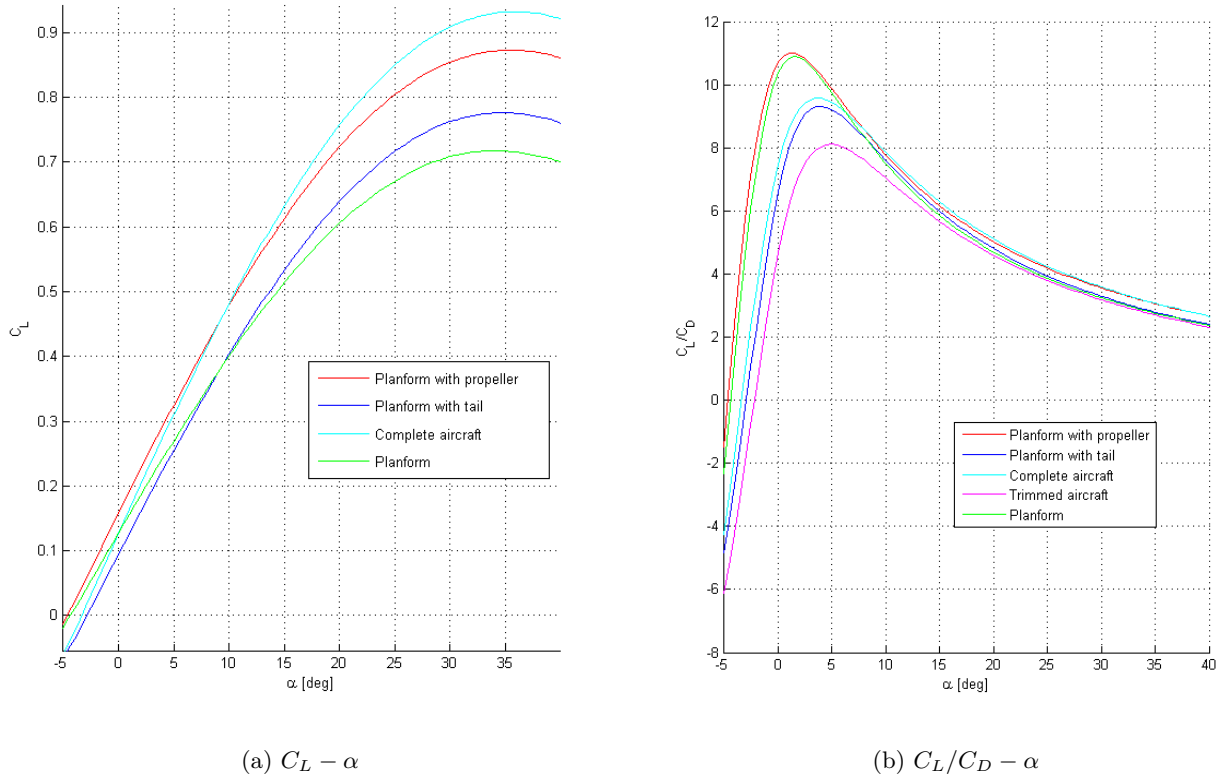 0.9
0.8
0.7
0.6
0.5
0.4
0.3
0.2
0.1
0
C_L
-5 0 5 10 15 20 25 30 35
α [deg]
Planform with propeller
Planform with tail
Complete aircraft
Planform
(a) C_L − α
12
10
8
6
4
2
0
-2
-4
-6
-8
C_L/C_D
-5 0 5 10 15 20 25 30 35 40
α [deg]
Planform with propeller
Planform with tail
Complete aircraft
Trimmed aircraft
Planform
(b) C_L/C_D − α